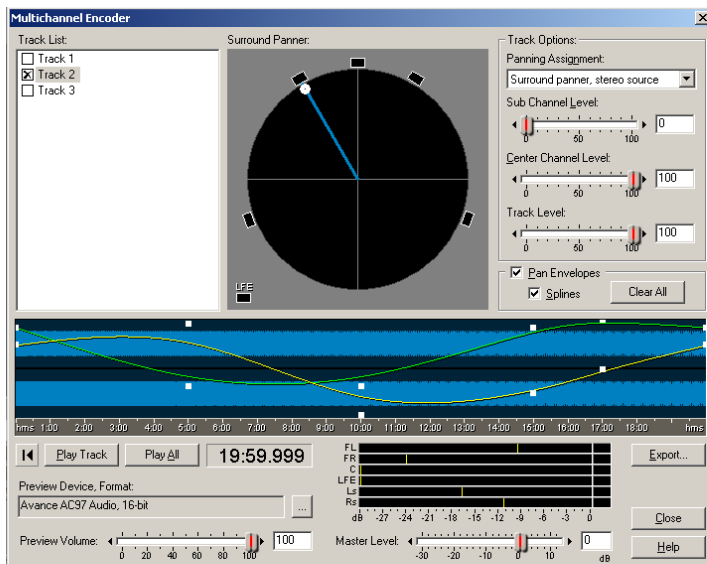 Multichannel Encoder
Track List:
Track 1
Track 2
Track 3
Surround Panner:
LFE
Track Options:
Panning Assignment:
Surround panner, stereo source
Sub Channel Level:
0
0 50 100
Center Channel Level:
100
0 50 100
Track Level:
100
0 50 100
Pan Envelopes
Splines
Clear All
hms 1:00 2:00 3:00 4:00 5:00 6:00 7:00 8:00 9:00 10:00 11:00 12:00 13:00 14:00 15:00 16:00 17:00 18:00 hms
Play Track
Play All
19:59.999
FL
FR
C
LFE
Ls
Rs
dB -27 -24 -21 -18 -15 -12 -9 -6 -3 0
Export...
Preview Device, Format:
Avance AC97 Audio, 16-bit
...
Close
Preview Volume:
100
0 20 40 60 80 100
Master Level:
0
-30 -20 -10 0 10
dB
Help